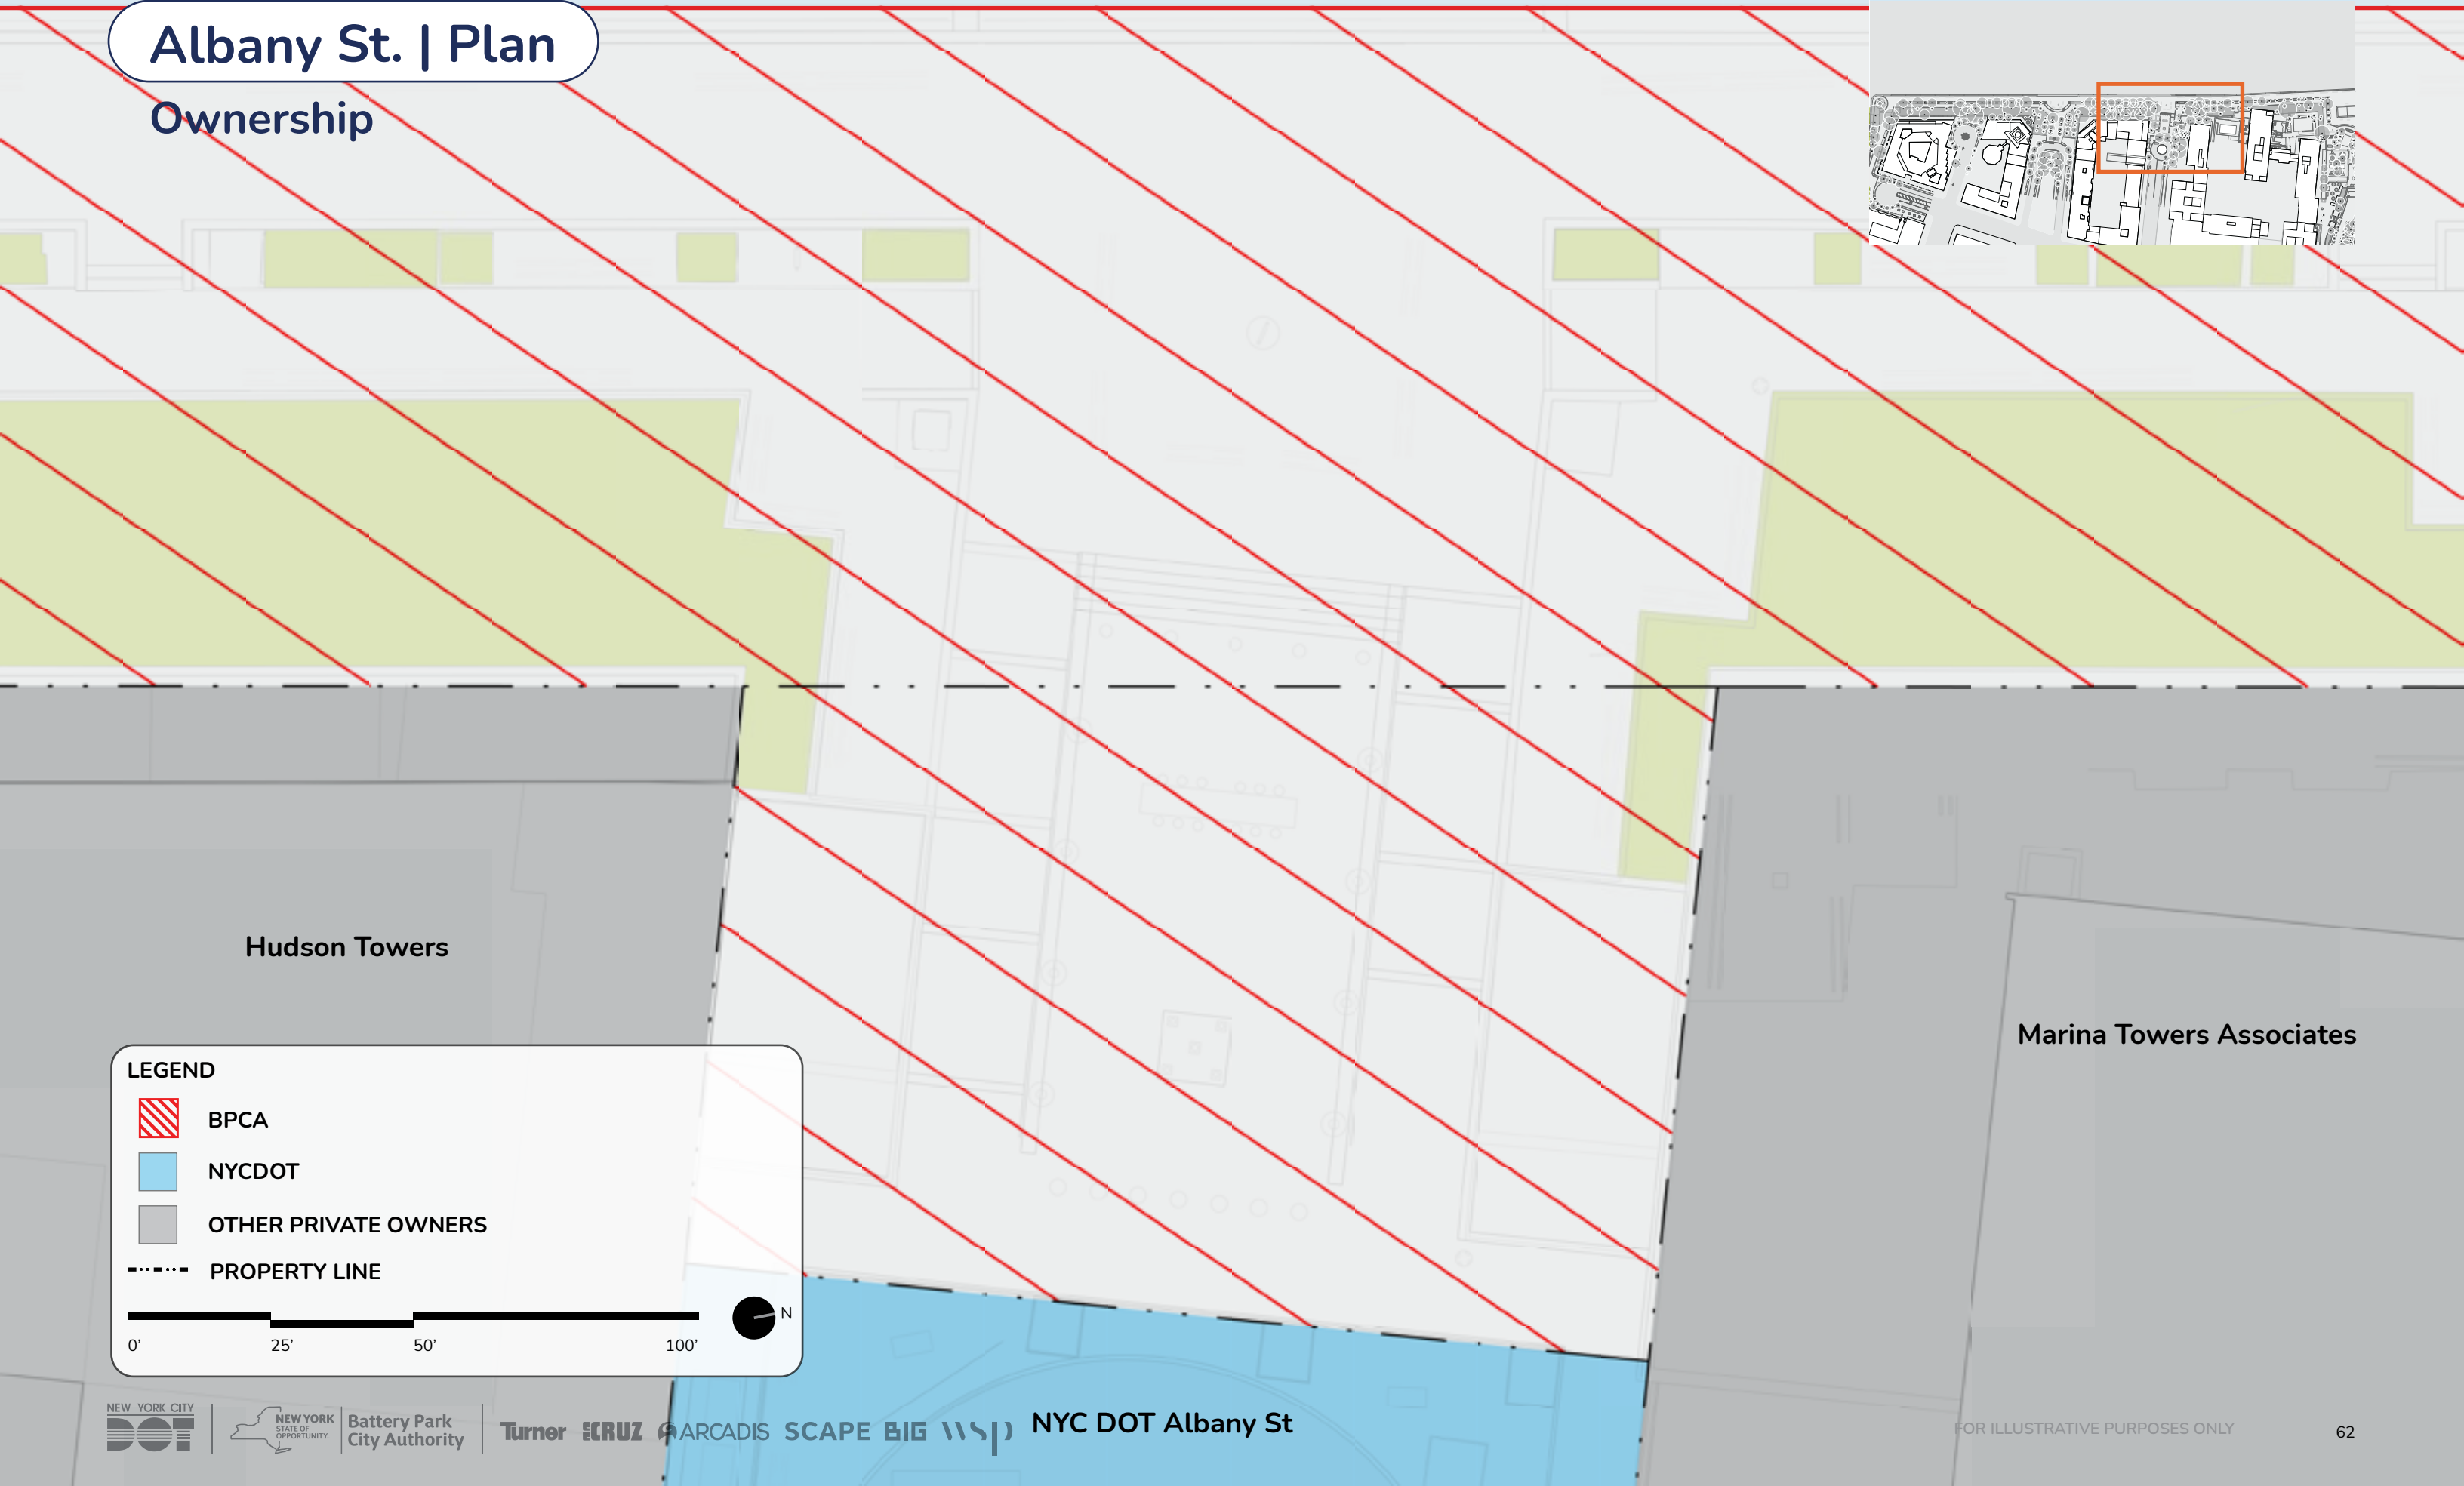 Albany St. | Plan
Ownership
Hudson Towers
Marina Towers Associates
LEGEND
BPCA
NYCDOT
OTHER PRIVATE OWNERS
PROPERTY LINE
N
0’ 25’ 50’ 100’
NYC DOT Albany St
NEW YORK CITY
DOT
NEW YORK
STATE OF
OPPORTUNITY.
Battery Park
City Authority
Turner
CRUZ
ARCADIS
SCAPE
BIG
wsp
FOR ILLUSTRATIVE PURPOSES ONLY
62